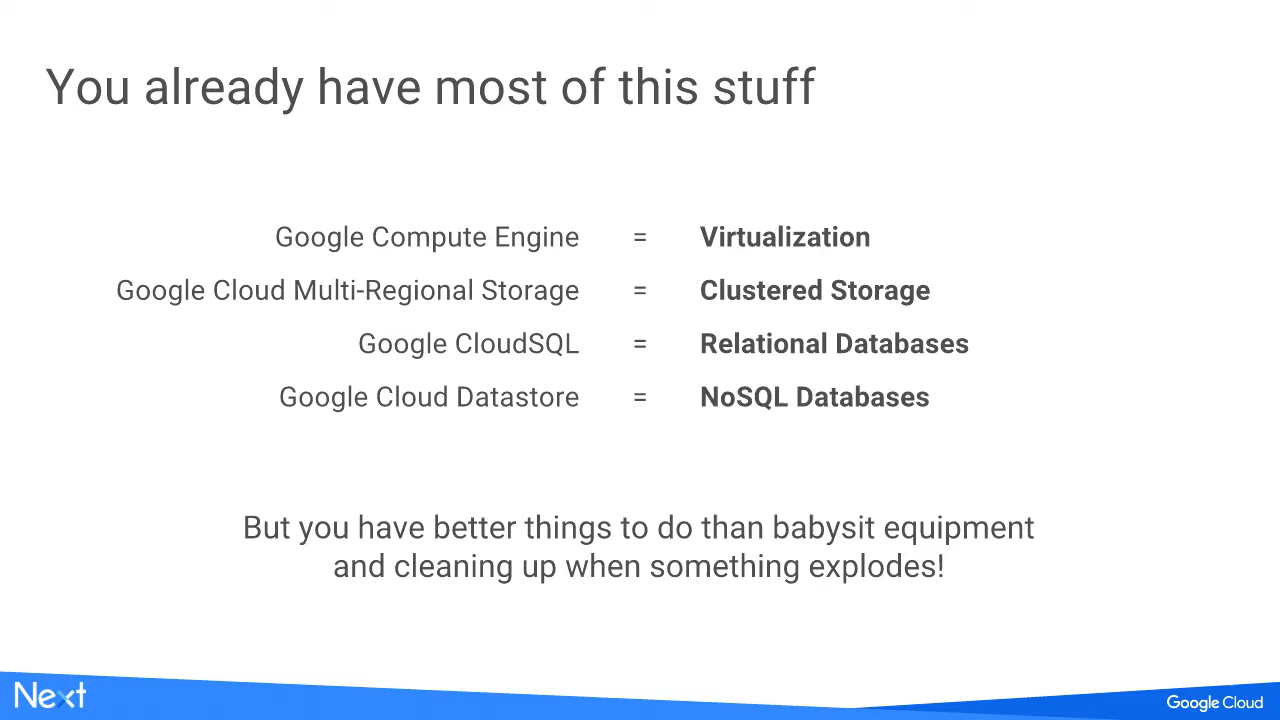 You already have most of this stuff
Google Compute Engine = Virtualization
Google Cloud Multi-Regional Storage = Clustered Storage
Google CloudSQL = Relational Databases
Google Cloud Datastore = NoSQL Databases
But you have better things to do than babysit equipment
and cleaning up when something explodes!
Next
Google Cloud